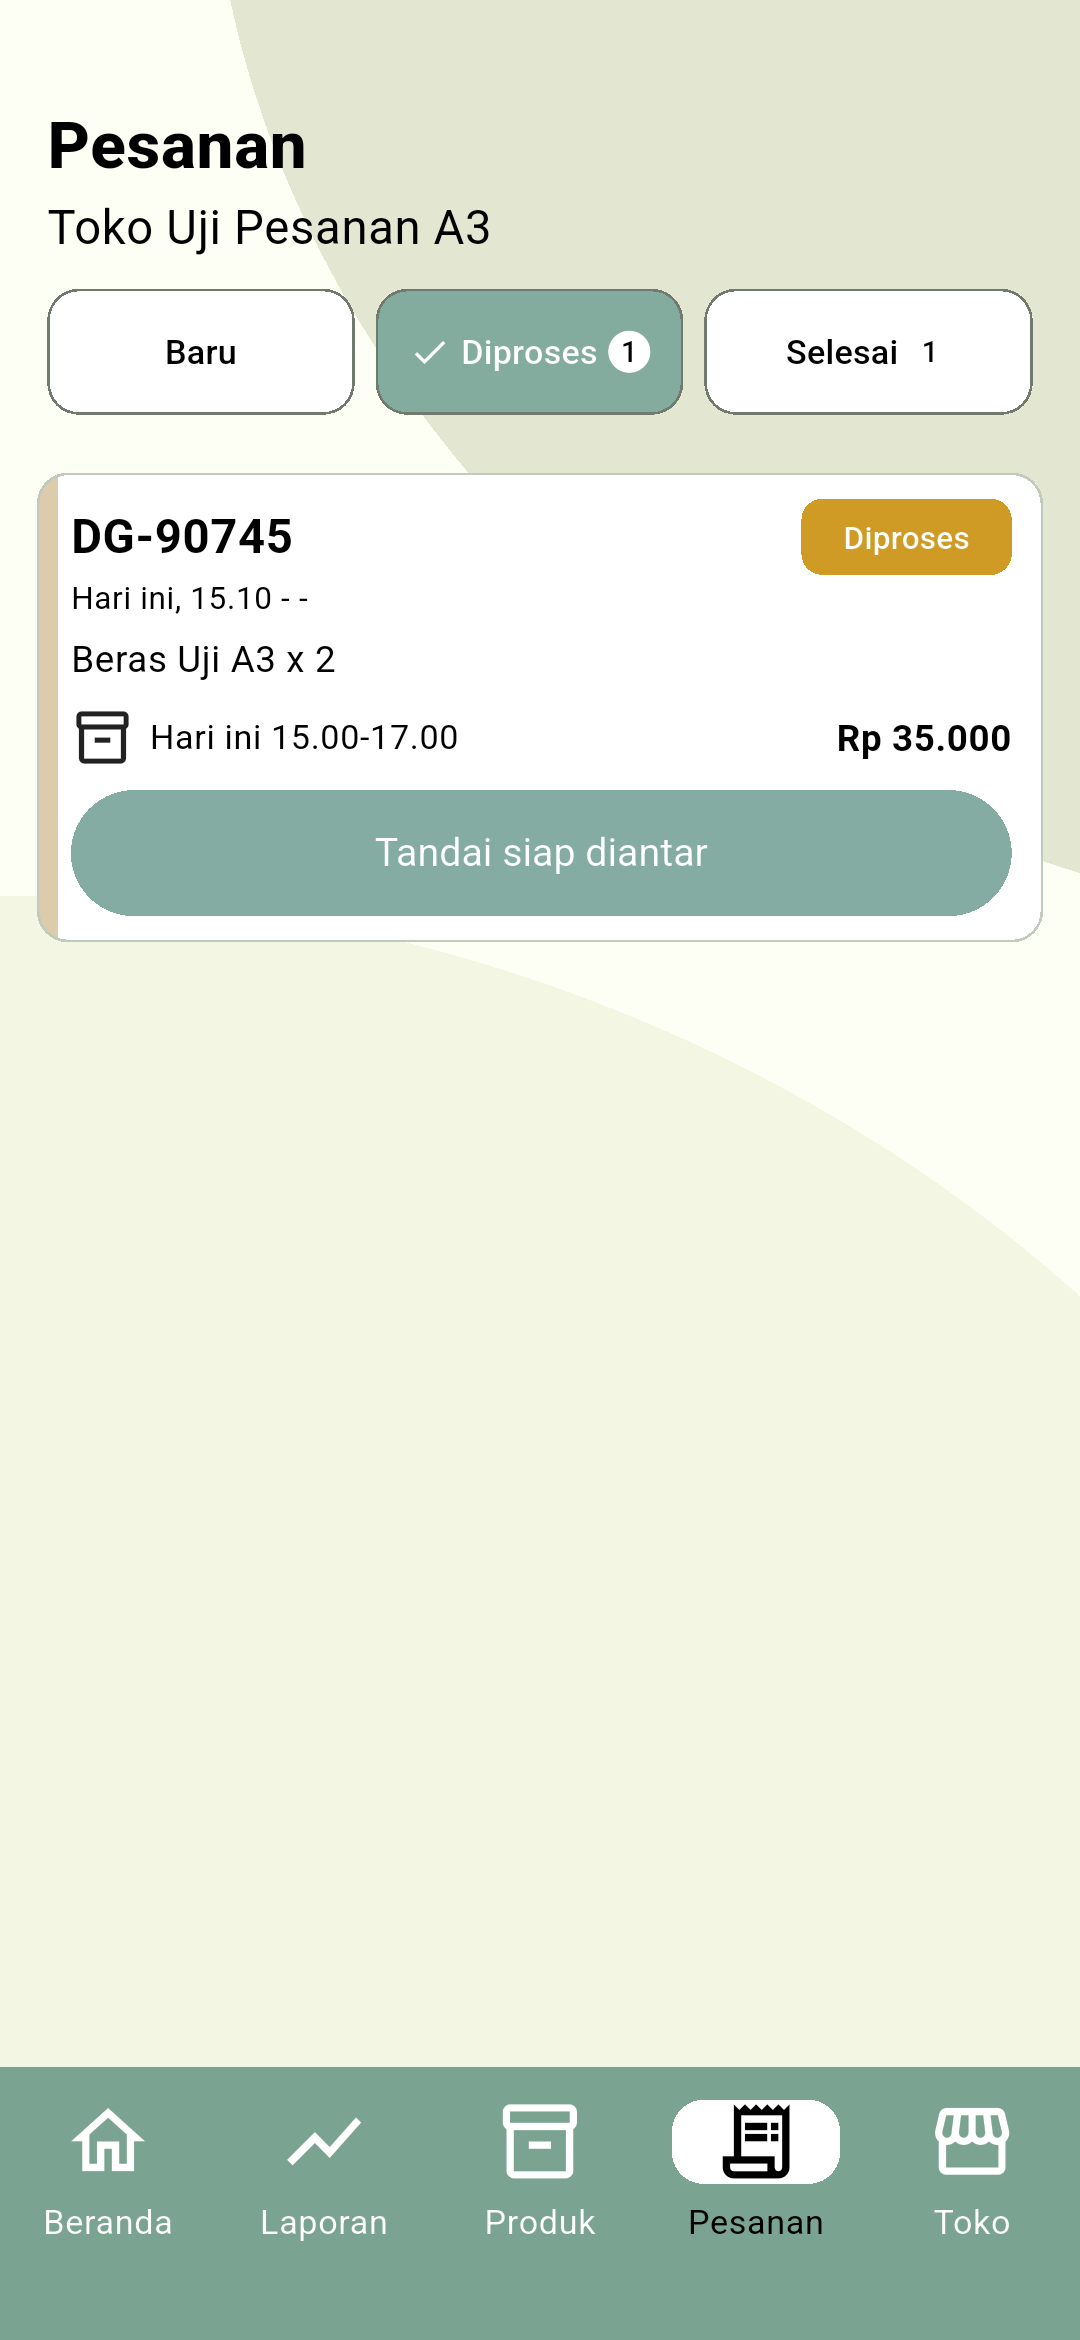 Pesanan
Toko Uji Pesanan A3
Baru
Diproses 1
Selesai 1
DG-90745
Diproses
Hari ini, 15.10 - -
Beras Uji A3 x 2
Hari ini 15.00-17.00
Rp 35.000
Tandai siap diantar
Beranda
Laporan
Produk
Pesanan
Toko